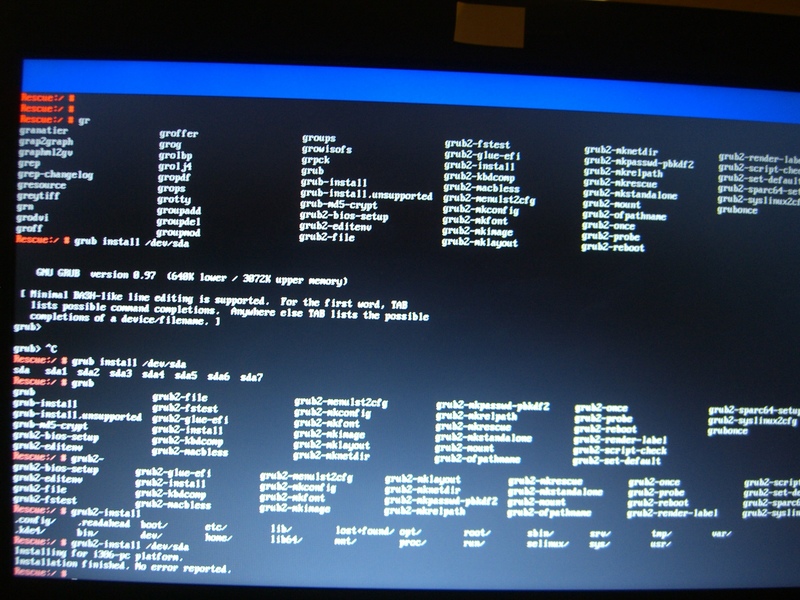 Rescue:/ #
Rescue:/ #
Rescue:/ # gr
granatier groffer groups grub2-fstest grub2-mknetdir
grap2graph grog growisofs grub2-glue-efi grub2-mkpasswd-pbkdf2 grub2-render-labe
graphml2gv grolbp grpck grub2-install grub2-mkrelpath grub2-script-che
grep grolj4 grub grub2-kbdcomp grub2-mkrescue grub2-set-default
grep-changelog gropdf grub-install grub2-macbless grub2-mkstandalone grub2-sparc64-set
gresource grops grub-install.unsupported grub2-menulst2cfg grub2-mount grub2-syslinux2cf
greytiff grotty grub-md5-crypt grub2-mkconfig grub2-ofpathname grubonce
grn groupadd grub2-bios-setup grub2-mkfont grub2-once
grodvi groupdel grub2-editenv grub2-mkimage grub2-probe
groff groupmod grub2-file grub2-mklayout grub2-reboot
Rescue:/ # grub install /dev/sda
GNU GRUB version 0.97 (640K lower / 3072K upper memory)
[ Minimal BASH-like line editing is supported. For the first word, TAB
lists possible command completions. Anywhere else TAB lists the possible
completions of a device/filename. ]
grub>
grub> ^C
Rescue:/ # grub install /dev/sda
sda sda1 sda2 sda3 sda4 sda5 sda6 sda7
Rescue:/ # grub
grub grub2-file grub2-menulst2cfg grub2-mkpasswd-pbkdf2 grub2-once grub2-sparc64-setu
grub-install grub2-fstest grub2-mkconfig grub2-mkrelpath grub2-probe grub2-syslinux2cfg
grub-install.unsupported grub2-glue-efi grub2-mkfont grub2-mkrescue grub2-reboot grubonce
grub-md5-crypt grub2-install grub2-mkimage grub2-mkstandalone grub2-render-label
grub2-bios-setup grub2-kbdcomp grub2-mklayout grub2-mount grub2-script-check
grub2-editenv grub2-macbless grub2-mknetdir grub2-ofpathname grub2-set-default
Rescue:/ # grub2-
grub2-bios-setup grub2-glue-efi grub2-menulst2cfg grub2-mklayout grub2-mkrescue grub2-once grub2-script
grub2-editenv grub2-install grub2-mkconfig grub2-mknetdir grub2-mkstandalone grub2-probe grub2-set-de
grub2-file grub2-kbdcomp grub2-mkfont grub2-mkpasswd-pbkdf2 grub2-mount grub2-reboot grub2-sparc
grub2-fstest grub2-macbless grub2-mkimage grub2-mkrelpath grub2-ofpathname grub2-render-label grub2-syslin
Rescue:/ # grub2-install
.config/ .readahead boot/ etc/ lib/ lost+found/ opt/ root/ sbin/ srv/ tmp/ var/
.kde4/ bin/ dev/ home/ lib64/ mnt/ proc/ run/ selinux/ sys/ usr/
Rescue:/ # grub2-install /dev/sda
Installing for i386-pc platform.
Installation finished. No error reported.
Rescue:/ #